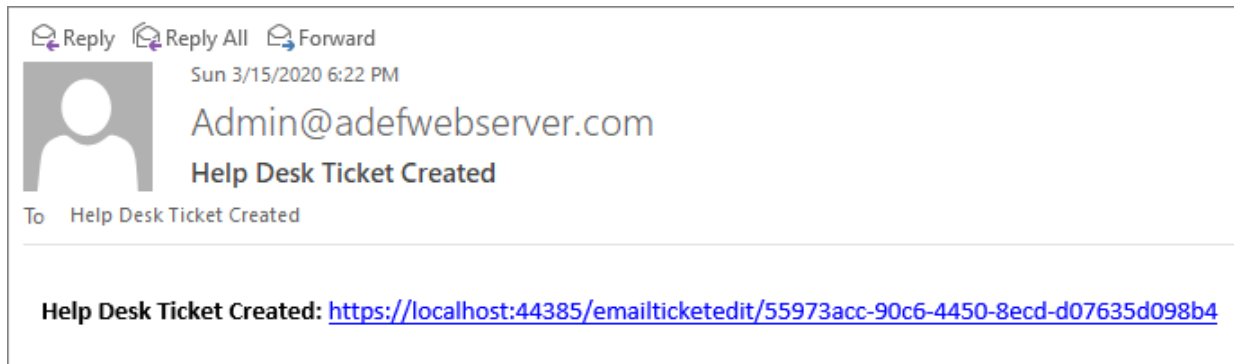 Reply Reply All Forward
Sun 3/15/2020 6:22 PM
Admin@adefwebserver.com
Help Desk Ticket Created
To Help Desk Ticket Created
Help Desk Ticket Created: https://localhost:44385/emailticketedit/55973acc-90c6-4450-8ecd-d07635d098b4